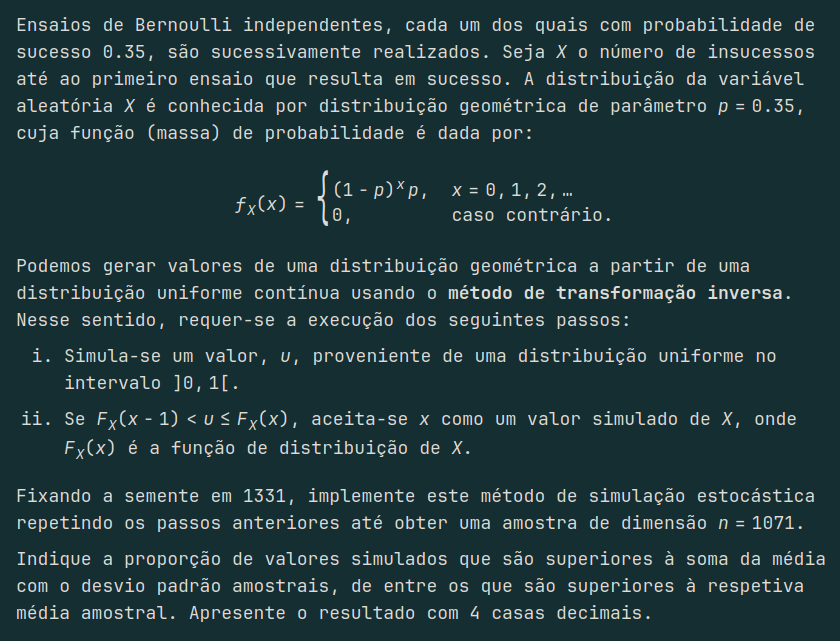 Ensaios de Bernoulli independentes, cada um dos quais com probabilidade de
sucesso 0.35, são sucessivamente realizados. Seja X o número de insucessos
até ao primeiro ensaio que resulta em sucesso. A distribuição da variável
aleatória X é conhecida por distribuição geométrica de parâmetro p = 0.35,
cuja função (massa) de probabilidade é dada por:
f_X(x) = { (1 - p)^x p, x = 0, 1, 2, …
0, caso contrário.
Podemos gerar valores de uma distribuição geométrica a partir de uma
distribuição uniforme contínua usando o método de transformação inversa.
Nesse sentido, requer-se a execução dos seguintes passos:
i. Simula-se um valor, u, proveniente de uma distribuição uniforme no
intervalo ]0, 1[.
ii. Se F_X(x - 1) < u ≤ F_X(x), aceita-se x como um valor simulado de X, onde
F_X(x) é a função de distribuição de X.
Fixando a semente em 1331, implemente este método de simulação estocástica
repetindo os passos anteriores até obter uma amostra de dimensão n = 1071.
Indique a proporção de valores simulados que são superiores à soma da média
com o desvio padrão amostrais, de entre os que são superiores à respetiva
média amostral. Apresente o resultado com 4 casas decimais.